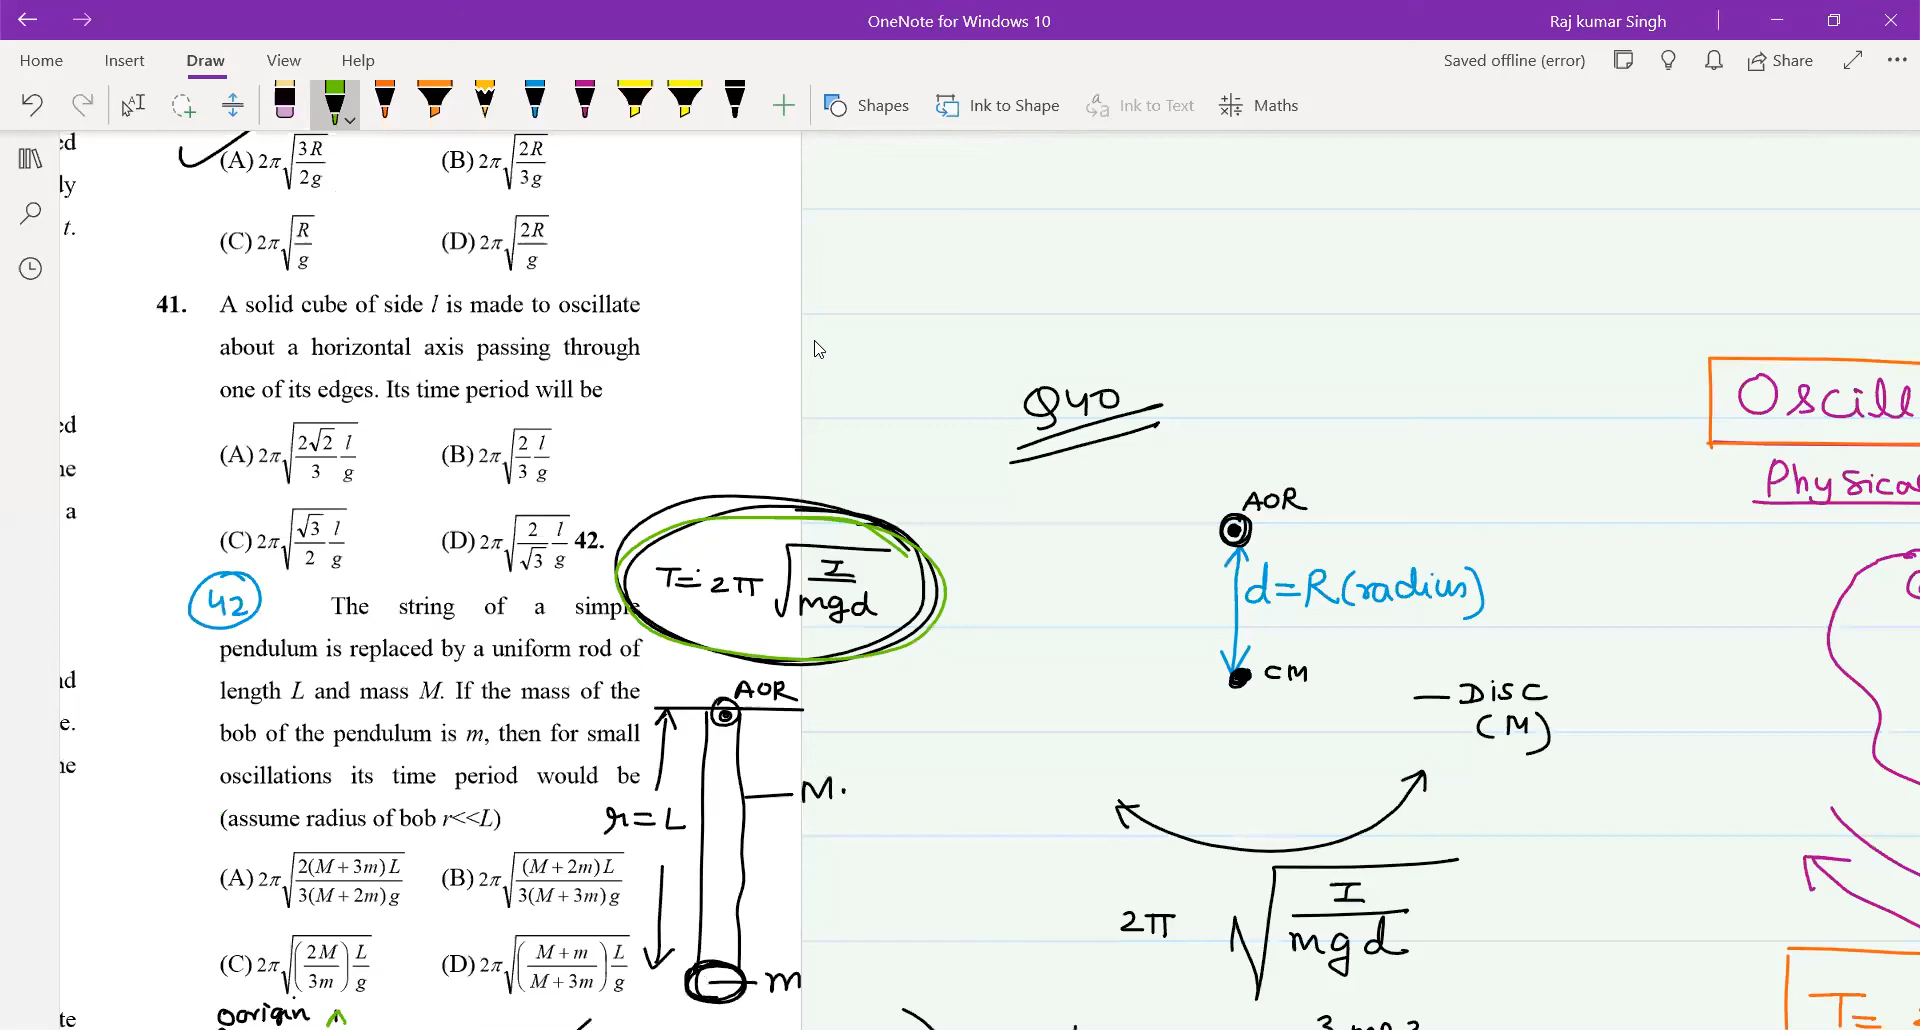 OneNote for Windows 10
Raj kumar Singh
Home Insert Draw View Help
Saved offline (error) Share
Shapes Ink to Shape Ink to Text Maths
ed
ly
t.
ed
ne
a
nd
e.
ne
te
(A) 2π√(3R/2g) (B) 2π√(2R/3g)
(C) 2π√(R/g) (D) 2π√(2R/g)
41. A solid cube of side l is made to oscillate
about a horizontal axis passing through
one of its edges. Its time period will be
(A) 2π√(2√2/3 l/g) (B) 2π√(2/3 l/g)
(C) 2π√(√3/2 l/g) (D) 2π√(2/√3 l/g) 42.
42
The string of a simple
pendulum is replaced by a uniform rod of
length L and mass M. If the mass of the
bob of the pendulum is m, then for small
oscillations its time period would be
(assume radius of bob r<<L)
(A) 2π√(2(M+3m)L/3(M+2m)g) (B) 2π√((M+2m)L/3(M+3m)g)
(C) 2π√((2M/3m) L/g) (D) 2π√((M+m/M+3m) L/g)
T = 2π√(I/mgd)
AOR
M.
r = L
m
Q40
AOR
d = R (radius)
CM
— DISC
(M)
2π√(I/mgd)
Oscill
Physica
T =